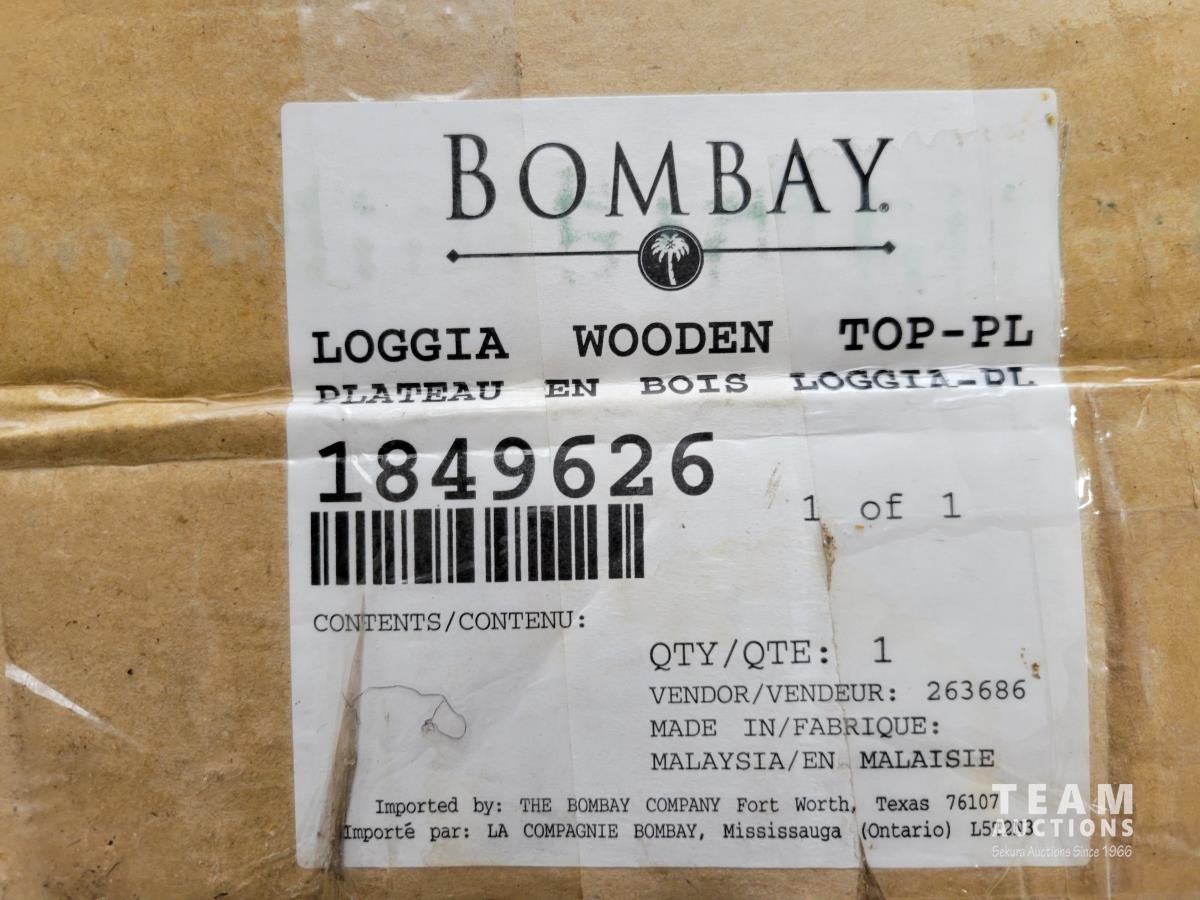 BOMBAY®
LOGGIA WOODEN TOP-PL
PLATEAU EN BOIS LOGGIA-PL
1849626
1 of 1
CONTENTS/CONTENU:
QTY/QTE: 1
VENDOR/VENDEUR: 263686
MADE IN/FABRIQUE:
MALAYSIA/EN MALAISIE
Imported by: THE BOMBAY COMPANY Fort Worth, Texas 76107
Importé par: LA COMPAGNIE BOMBAY, Mississauga (Ontario)
TEAM
AUCTIONS
Sekura Auctions Since 1966